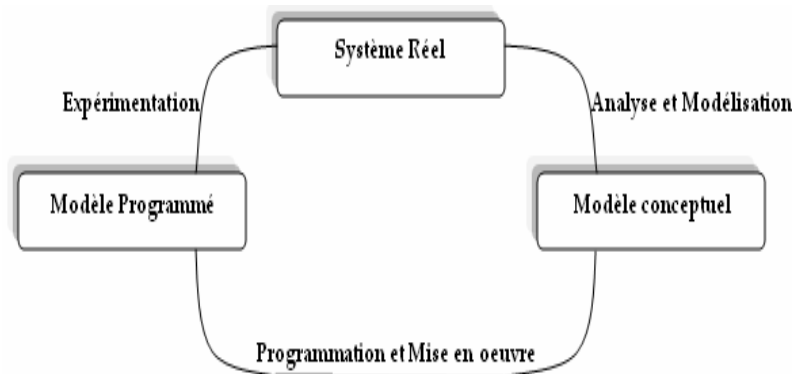 Système Réel
Expérimentation
Analyse et Modélisation
Modèle Programmé
Modèle conceptuel
Programmation et Mise en oeuvre